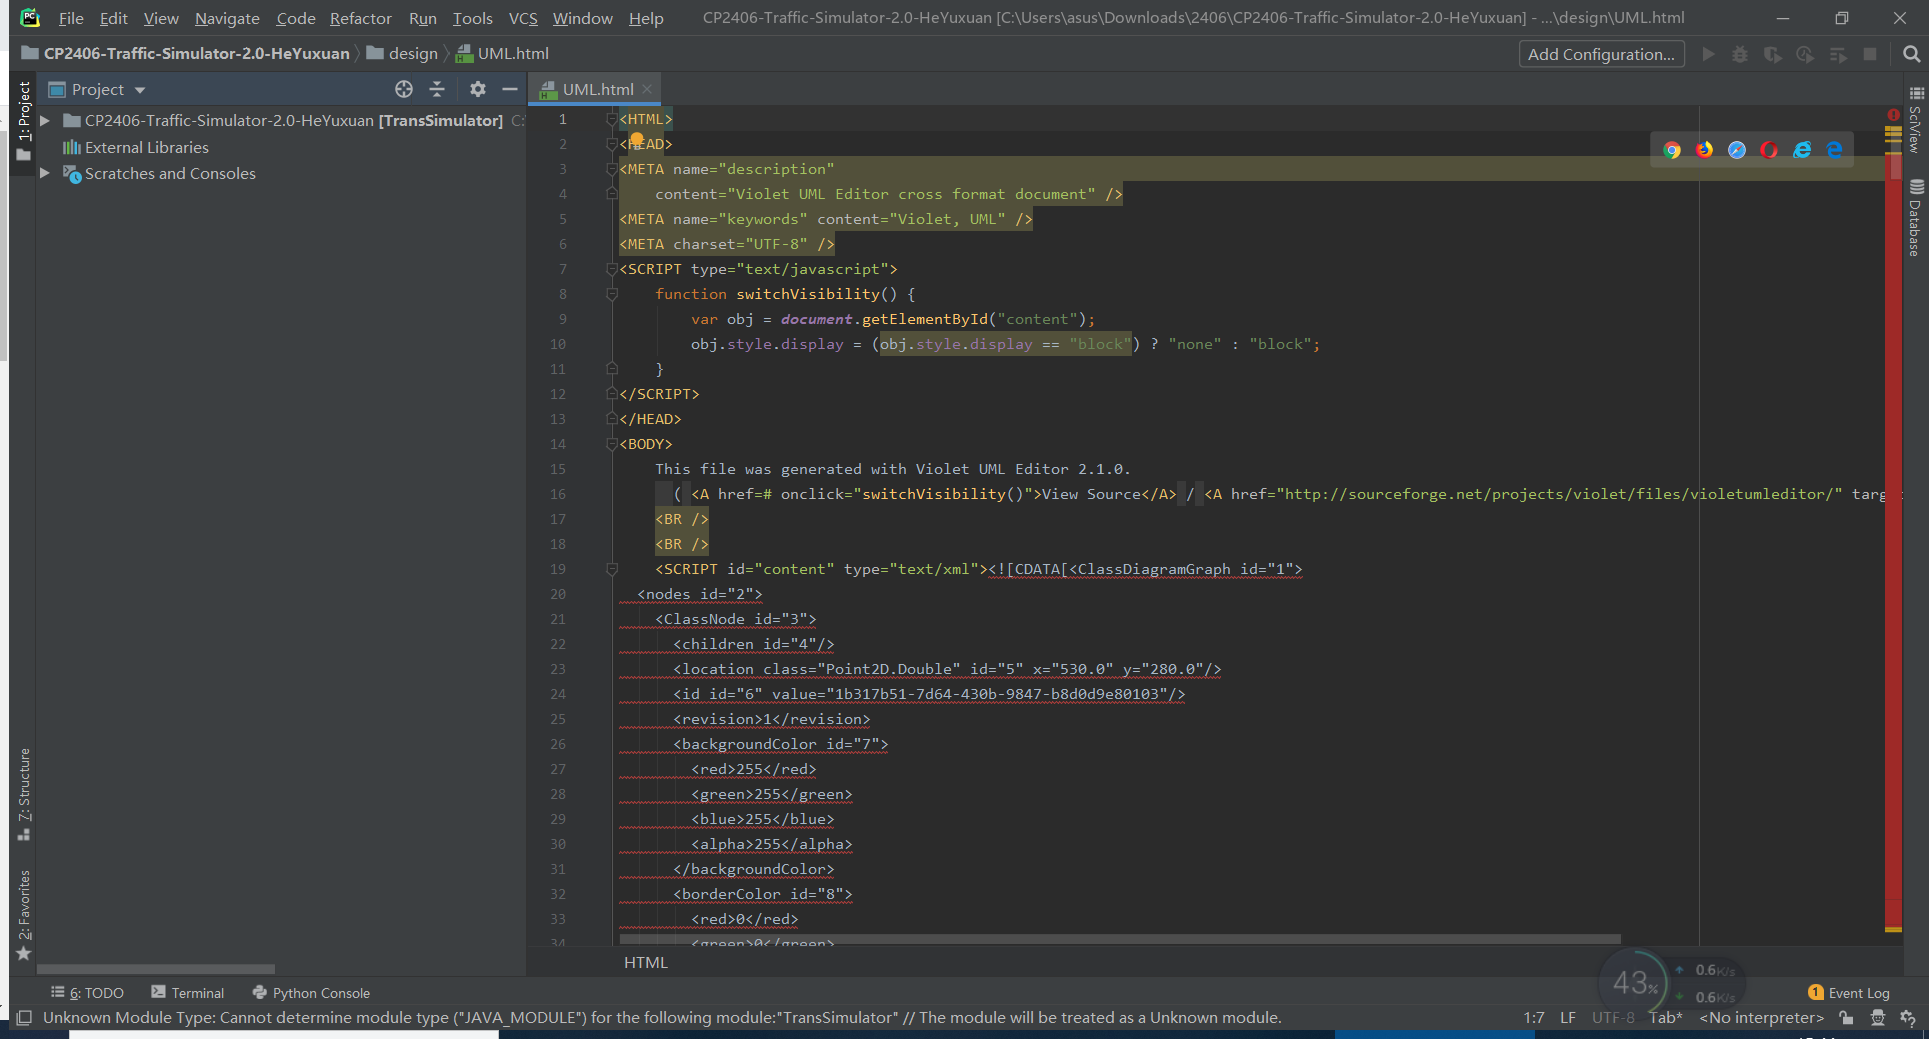 PC File Edit View Navigate Code Refactor Run Tools VCS Window Help CP2406-Traffic-Simulator-2.0-HeYuxuan [C:\Users\asus\Downloads\2406\CP2406-Traffic-Simulator-2.0-HeYuxuan] - ...\design\UML.html
CP2406-Traffic-Simulator-2.0-HeYuxuan design UML.html Add Configuration...
1: Project
Project
CP2406-Traffic-Simulator-2.0-HeYuxuan [TransSimulator] C:
External Libraries
Scratches and Consoles
Z: Structure
2: Favorites
UML.html
1 <HTML>
2 <HEAD>
3 <META name="description"
4 content="Violet UML Editor cross format document" />
5 <META name="keywords" content="Violet, UML" />
6 <META charset="UTF-8" />
7 <SCRIPT type="text/javascript">
8 function switchVisibility() {
9 var obj = document.getElementById("content");
10 obj.style.display = (obj.style.display == "block") ? "none" : "block";
11 }
12 </SCRIPT>
13 </HEAD>
14 <BODY>
15 This file was generated with Violet UML Editor 2.1.0.
16 ( <A href=# onclick="switchVisibility()">View Source</A> / <A href="http://sourceforge.net/projects/violet/files/violetumleditor/" targ
17 <BR />
18 <BR />
19 <SCRIPT id="content" type="text/xml"><![CDATA[<ClassDiagramGraph id="1">
20 <nodes id="2">
21 <ClassNode id="3">
22 <children id="4"/>
23 <location class="Point2D.Double" id="5" x="530.0" y="280.0"/>
24 <id id="6" value="1b317b51-7d64-430b-9847-b8d0d9e80103"/>
25 <revision>1</revision>
26 <backgroundColor id="7">
27 <red>255</red>
28 <green>255</green>
29 <blue>255</blue>
30 <alpha>255</alpha>
31 </backgroundColor>
32 <borderColor id="8">
33 <red>0</red>
34 <green>0</green>
HTML
SciView
Database
43%
0.6K/s
0.6K/s
6: TODO Terminal Python Console 1 Event Log
Unknown Module Type: Cannot determine module type ("JAVA_MODULE") for the following module:"TransSimulator" // The module will be treated as a Unknown module. 1:7 LF UTF-8 Tab* <No interpreter>